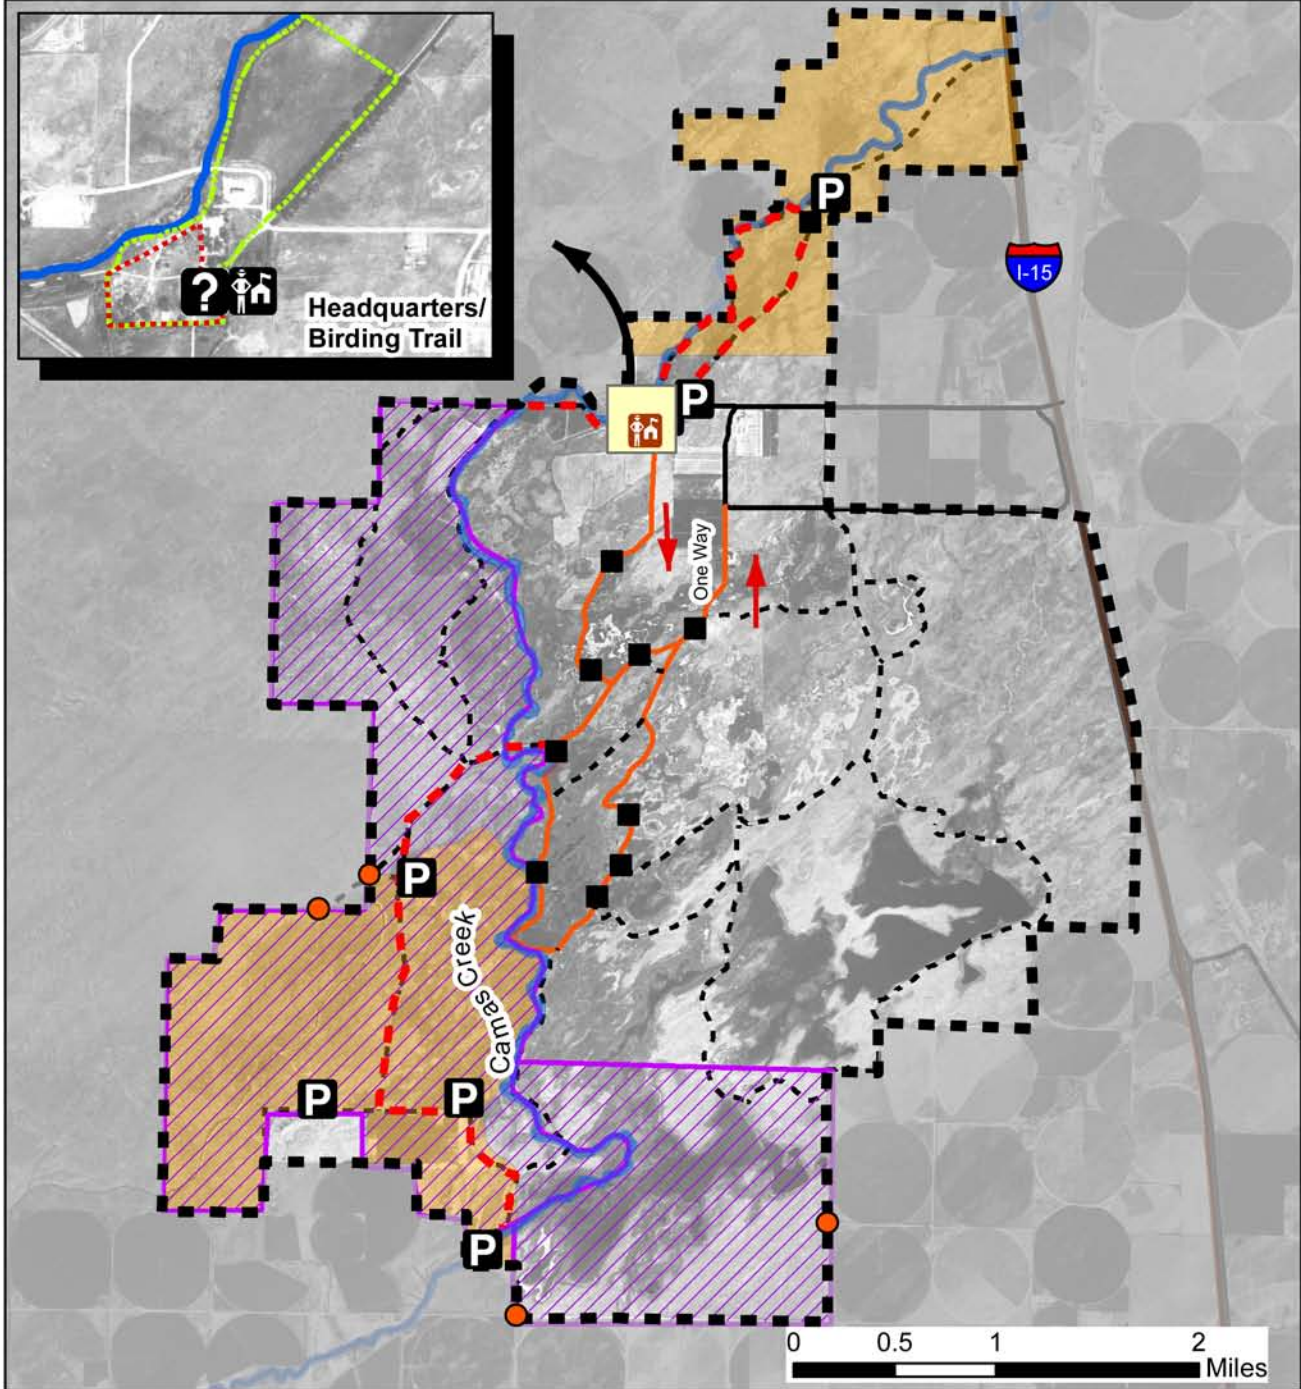 ?
Headquarters/
Birding Trail
P
I-15
P
One Way
P
Camas Creek
P
P
P
0 0.5 1 2
Miles